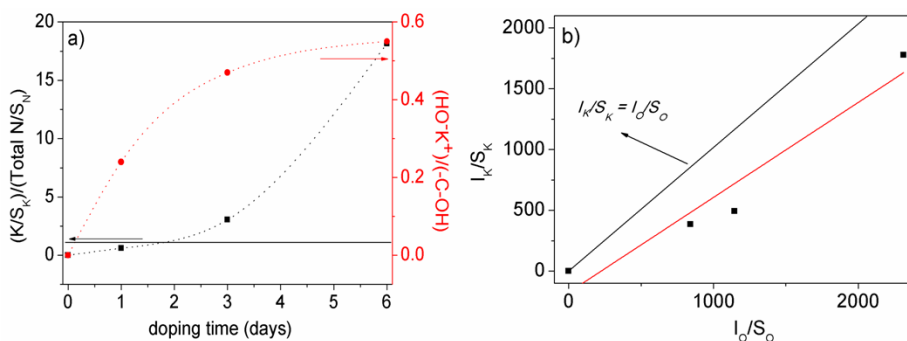 a)
20
15
10
5
0
0.6
0.4
0.2
0.0
0 1 2 3 4 5 6
doping time (days)
(K/S_K)/(Total N/S_N)
(HO⁻K⁺)/(-C-OH)
b)
2000
1500
1000
500
0
0 1000 2000
I_K/S_K = I_O/S_O
I_K/S_K
I_O/S_O